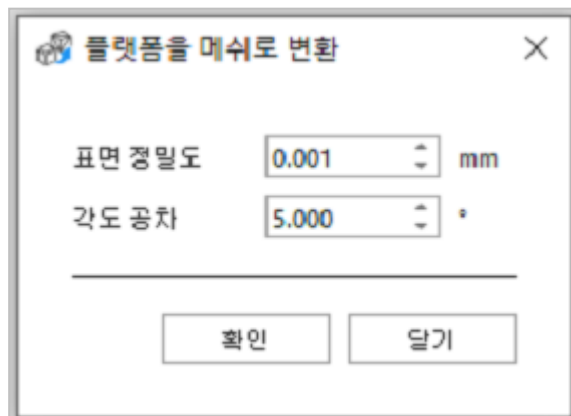 플랫폼을 메쉬로 변환
표면 정밀도 0.001 mm
각도 공차 5.000 °
확인 닫기